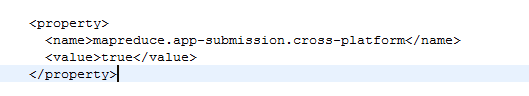 <property>
<name>mapreduce.app-submission.cross-platform</name>
<value>true</value>
</property>